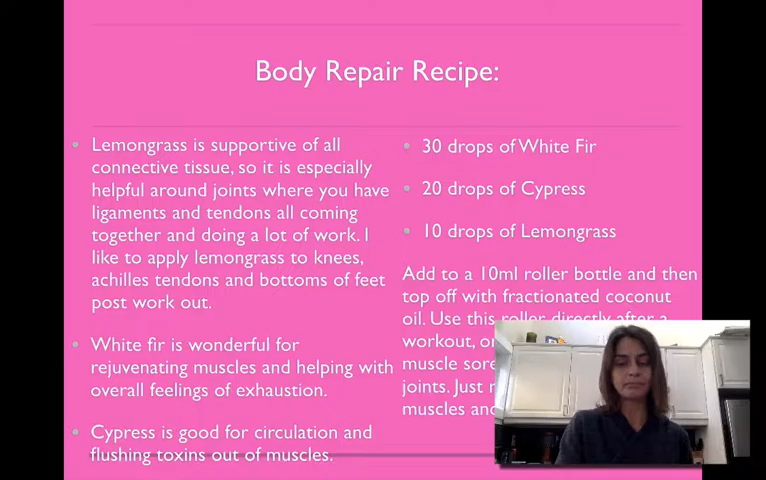 Body Repair Recipe:
Lemongrass is supportive of all
connective tissue, so it is especially
helpful around joints where you have
ligaments and tendons all coming
together and doing a lot of work. I
like to apply lemongrass to knees,
achilles tendons and bottoms of feet
post work out.
White fir is wonderful for
rejuvenating muscles and helping with
overall feelings of exhaustion.
Cypress is good for circulation and
flushing toxins out of muscles.
30 drops of White Fir
20 drops of Cypress
10 drops of Lemongrass
Add to a 10ml roller bottle and then
top off with fractionated coconut
oil. Use this roller directly after a
workout,
muscle
joints. Just
muscles